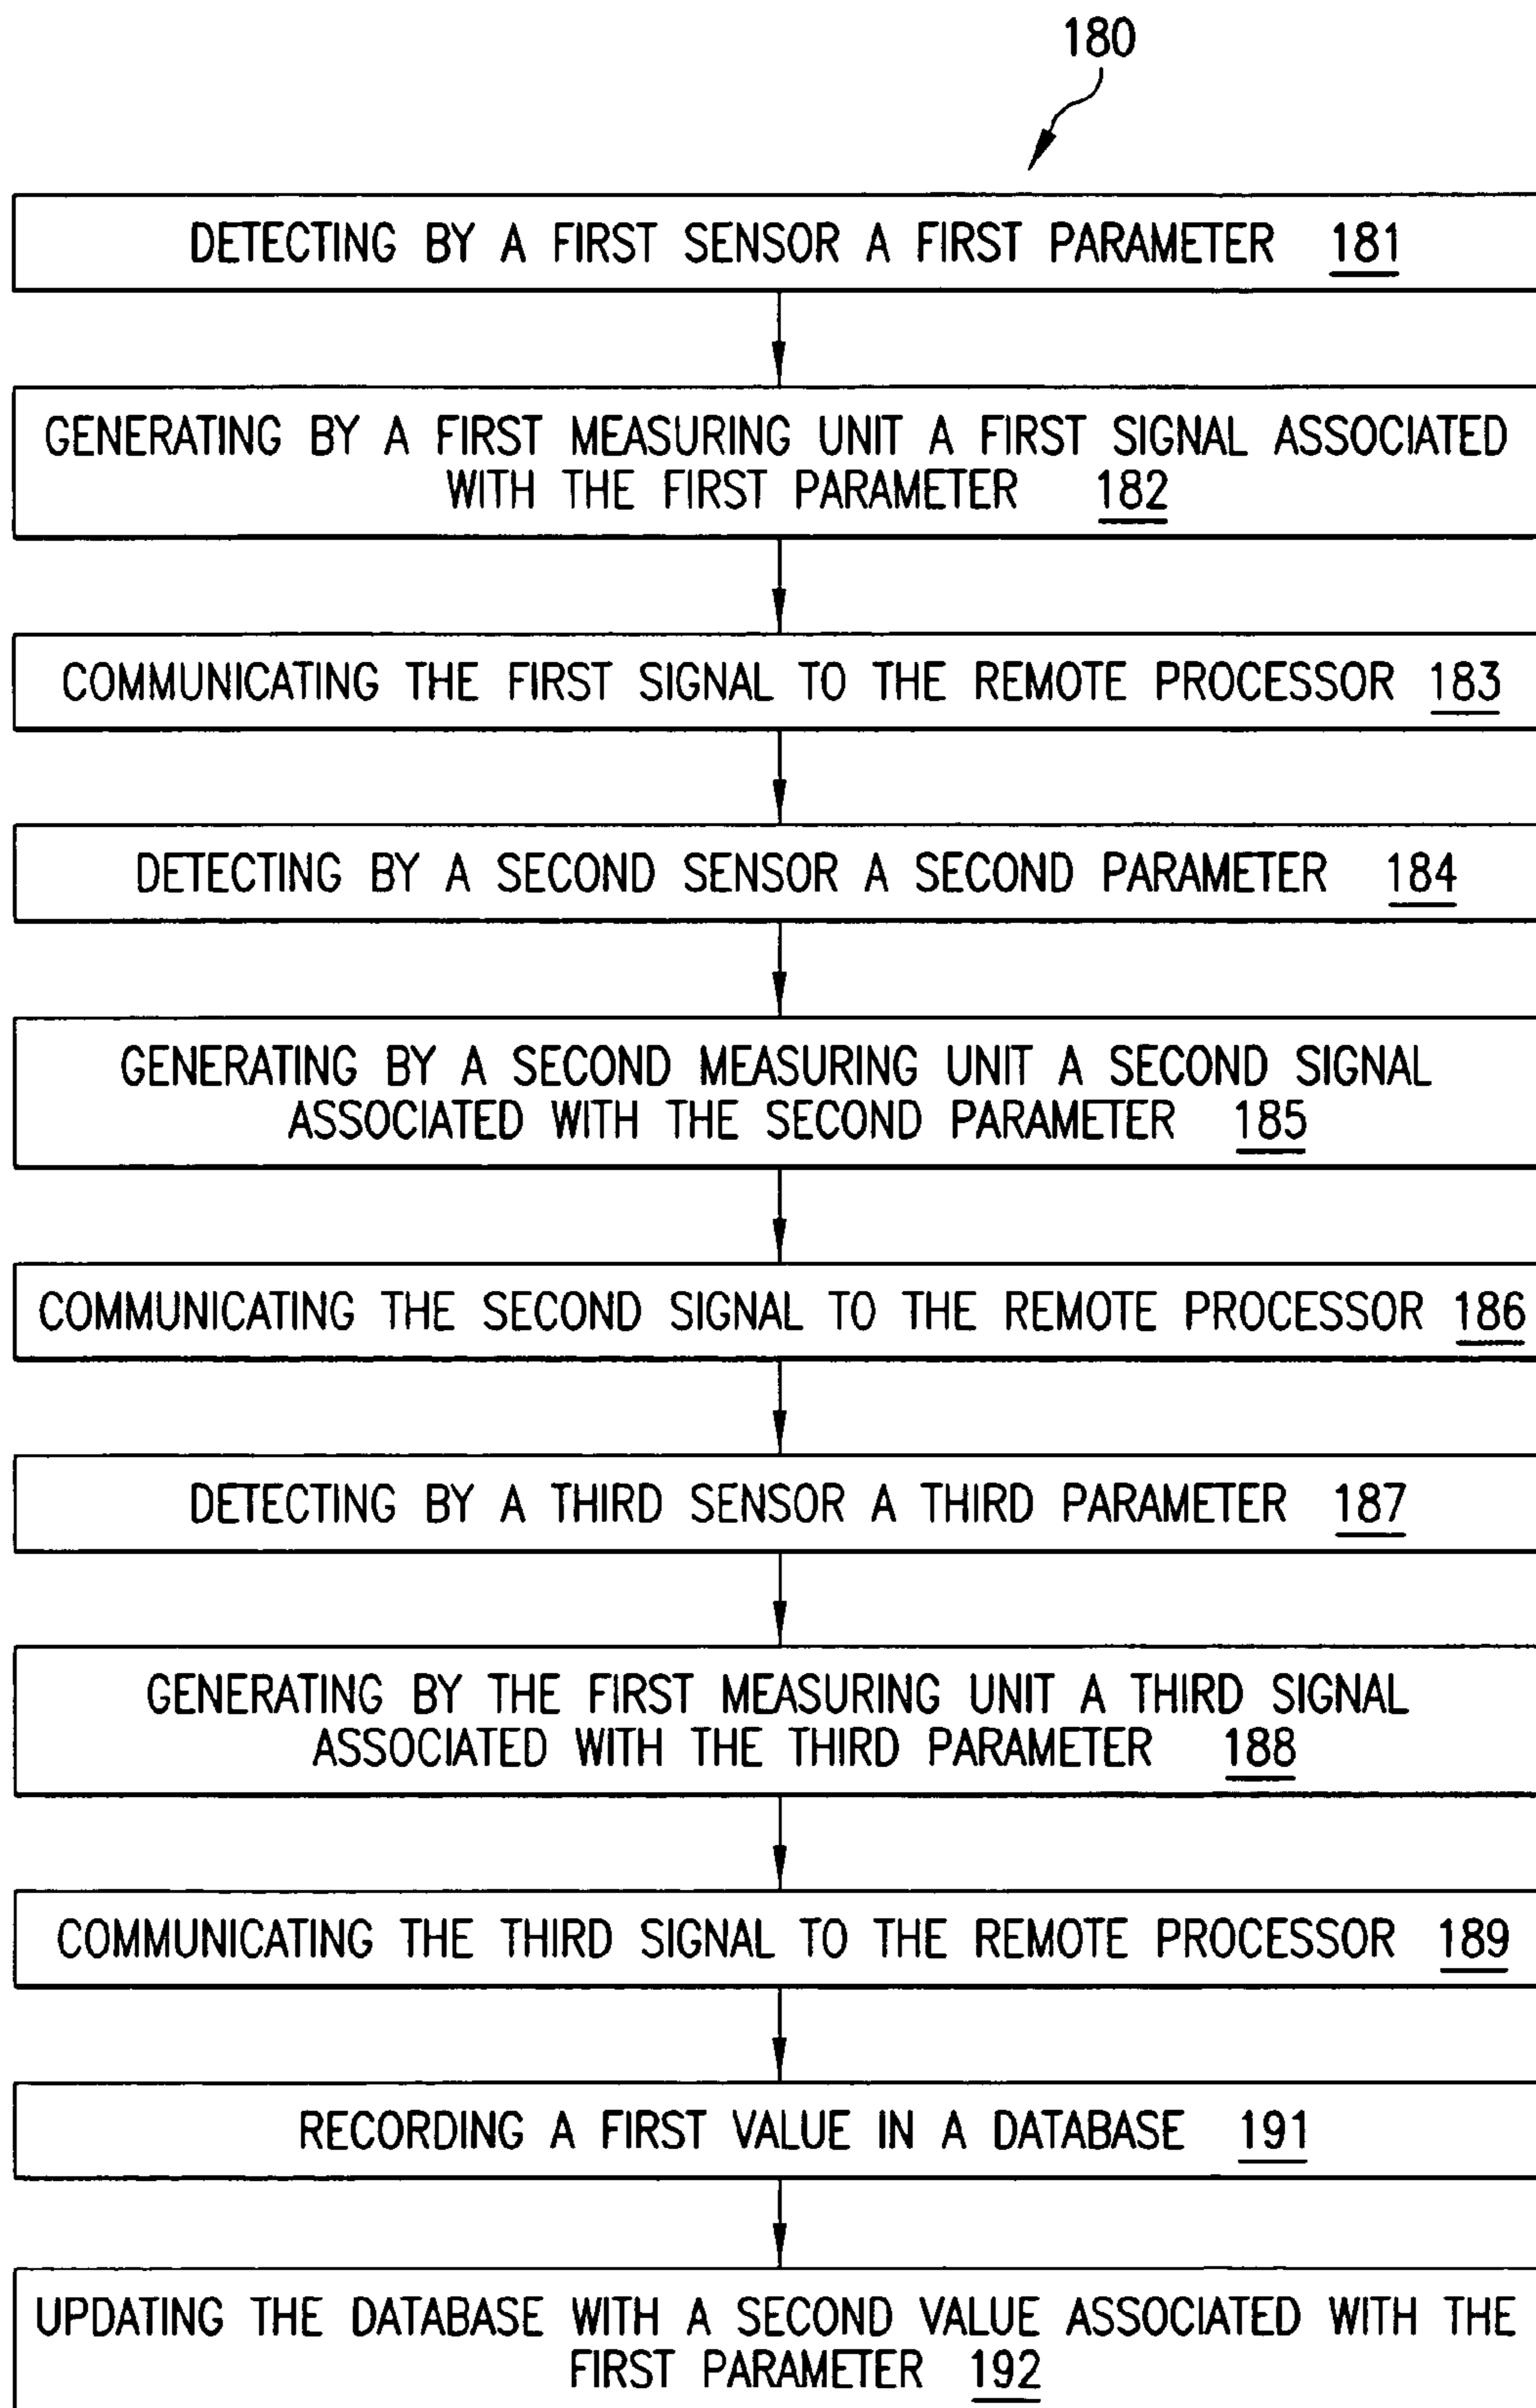 180
DETECTING BY A FIRST SENSOR A FIRST PARAMETER 181
GENERATING BY A FIRST MEASURING UNIT A FIRST SIGNAL ASSOCIATED
WITH THE FIRST PARAMETER 182
COMMUNICATING THE FIRST SIGNAL TO THE REMOTE PROCESSOR 183
DETECTING BY A SECOND SENSOR A SECOND PARAMETER 184
GENERATING BY A SECOND MEASURING UNIT A SECOND SIGNAL
ASSOCIATED WITH THE SECOND PARAMETER 185
COMMUNICATING THE SECOND SIGNAL TO THE REMOTE PROCESSOR 186
DETECTING BY A THIRD SENSOR A THIRD PARAMETER 187
GENERATING BY THE FIRST MEASURING UNIT A THIRD SIGNAL
ASSOCIATED WITH THE THIRD PARAMETER 188
COMMUNICATING THE THIRD SIGNAL TO THE REMOTE PROCESSOR 189
RECORDING A FIRST VALUE IN A DATABASE 191
UPDATING THE DATABASE WITH A SECOND VALUE ASSOCIATED WITH THE
FIRST PARAMETER 192